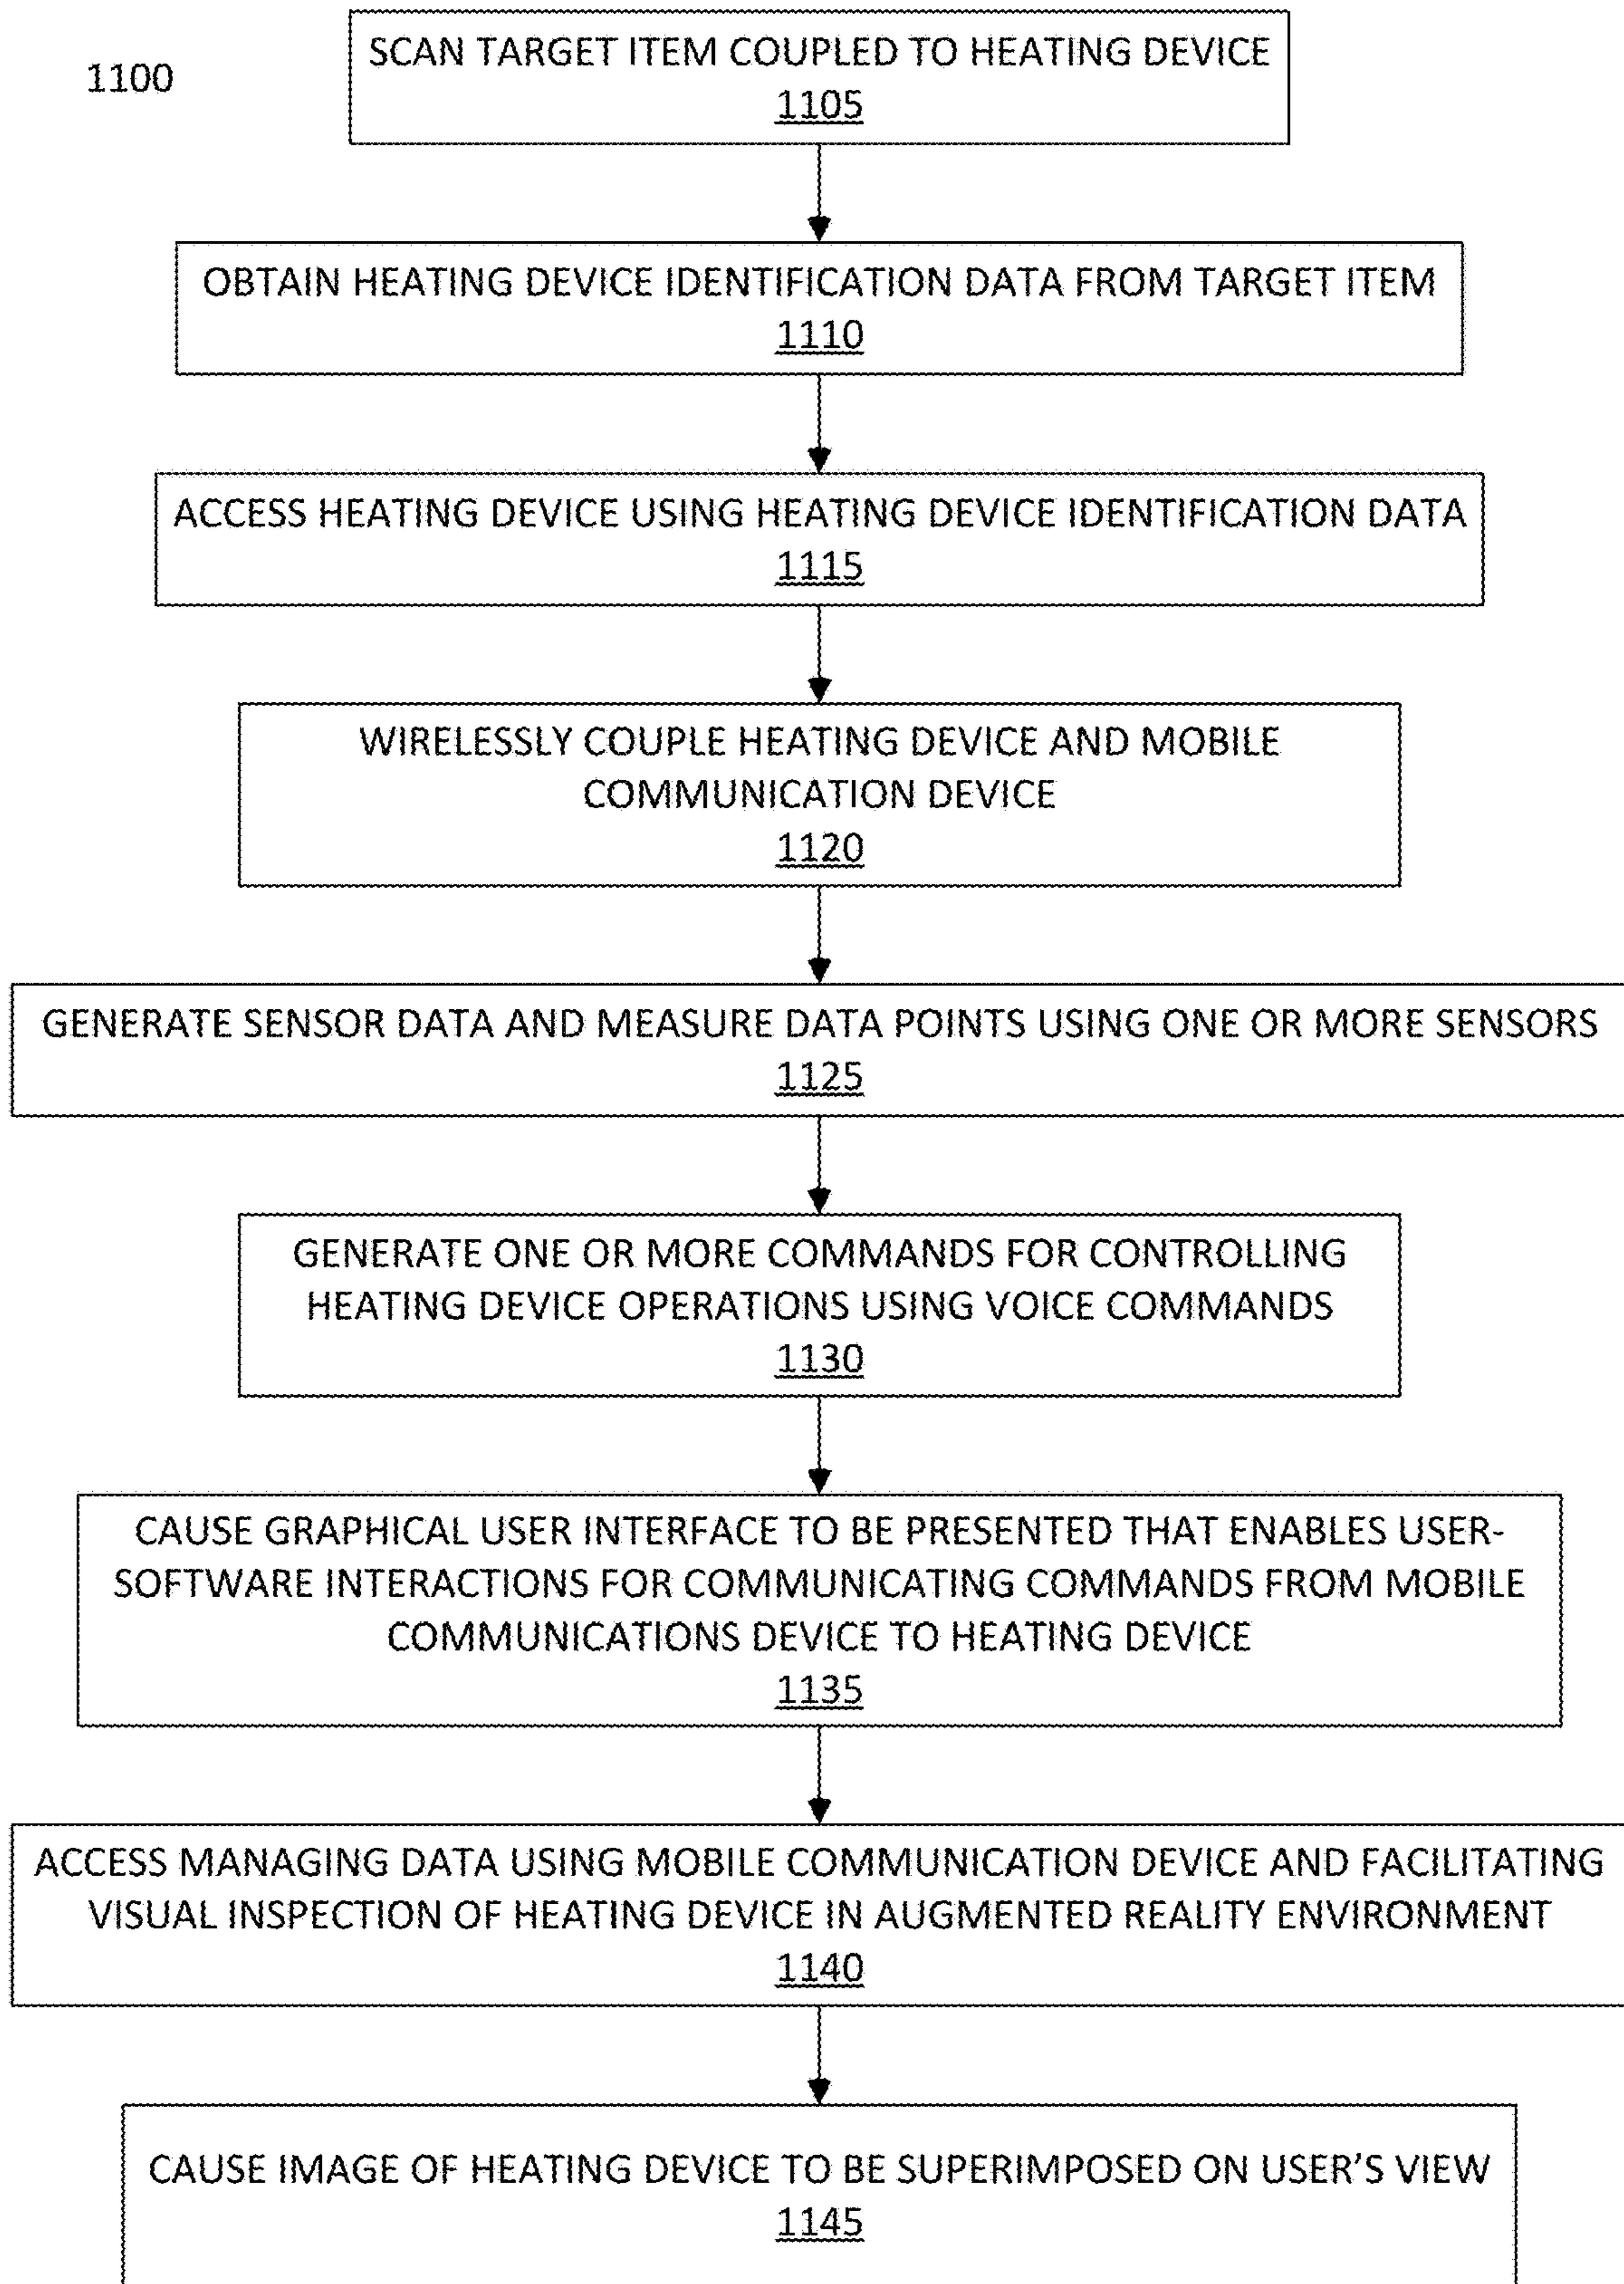 1100
SCAN TARGET ITEM COUPLED TO HEATING DEVICE
1105
OBTAIN HEATING DEVICE IDENTIFICATION DATA FROM TARGET ITEM
1110
ACCESS HEATING DEVICE USING HEATING DEVICE IDENTIFICATION DATA
1115
WIRELESSLY COUPLE HEATING DEVICE AND MOBILE
COMMUNICATION DEVICE
1120
GENERATE SENSOR DATA AND MEASURE DATA POINTS USING ONE OR MORE SENSORS
1125
GENERATE ONE OR MORE COMMANDS FOR CONTROLLING
HEATING DEVICE OPERATIONS USING VOICE COMMANDS
1130
CAUSE GRAPHICAL USER INTERFACE TO BE PRESENTED THAT ENABLES USER-
SOFTWARE INTERACTIONS FOR COMMUNICATING COMMANDS FROM MOBILE
COMMUNICATIONS DEVICE TO HEATING DEVICE
1135
ACCESS MANAGING DATA USING MOBILE COMMUNICATION DEVICE AND FACILITATING
VISUAL INSPECTION OF HEATING DEVICE IN AUGMENTED REALITY ENVIRONMENT
1140
CAUSE IMAGE OF HEATING DEVICE TO BE SUPERIMPOSED ON USER'S VIEW
1145